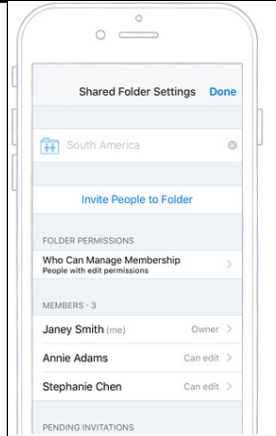 Shared Folder Settings Done
South America
Invite People to Folder
FOLDER PERMISSIONS
Who Can Manage Membership
People with edit permissions
MEMBERS · 3
Janey Smith (me) Owner
Annie Adams Can edit
Stephanie Chen Can edit
PENDING INVITATIONS